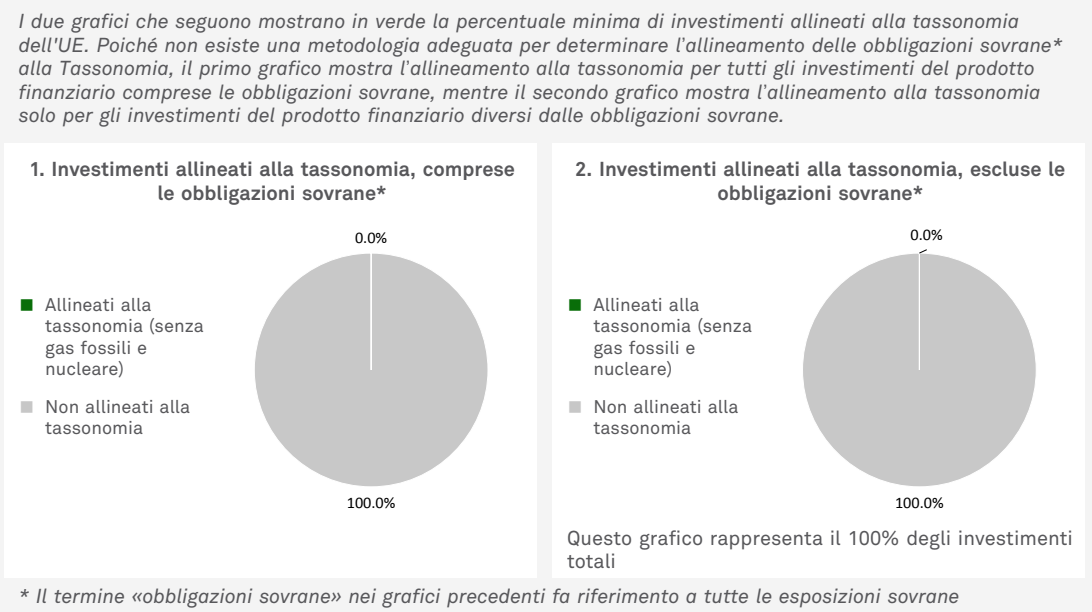 I due grafici che seguono mostrano in verde la percentuale minima di investimenti allineati alla tassonomia
dell'UE. Poiché non esiste una metodologia adeguata per determinare l’allineamento delle obbligazioni sovrane*
alla Tassonomia, il primo grafico mostra l’allineamento alla tassonomia per tutti gli investimenti del prodotto
finanziario comprese le obbligazioni sovrane, mentre il secondo grafico mostra l’allineamento alla tassonomia
solo per gli investimenti del prodotto finanziario diversi dalle obbligazioni sovrane.
1. Investimenti allineati alla tassonomia, comprese
le obbligazioni sovrane*
0.0%
Allineati alla
tassonomia (senza
gas fossili e
nucleare)
Non allineati alla
tassonomia
100.0%
2. Investimenti allineati alla tassonomia, escluse le
obbligazioni sovrane*
0.0%
Allineati alla
tassonomia (senza
gas fossili e
nucleare)
Non allineati alla
tassonomia
100.0%
Questo grafico rappresenta il 100% degli investimenti
totali
* Il termine «obbligazioni sovrane» nei grafici precedenti fa riferimento a tutte le esposizioni sovrane